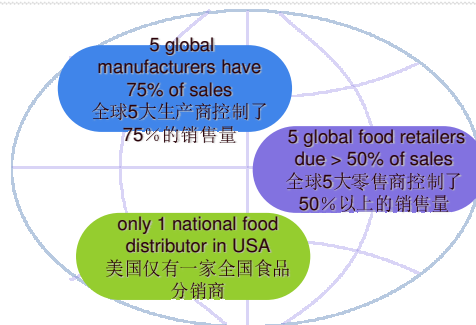 5 global
manufacturers have
75% of sales
全球5大生产商控制了
75%的销售量
5 global food retailers
due > 50% of sales
全球5大零售商控制了
50%以上的销售量
only 1 national food
distributor in USA
美国仅有一家全国食品
分销商